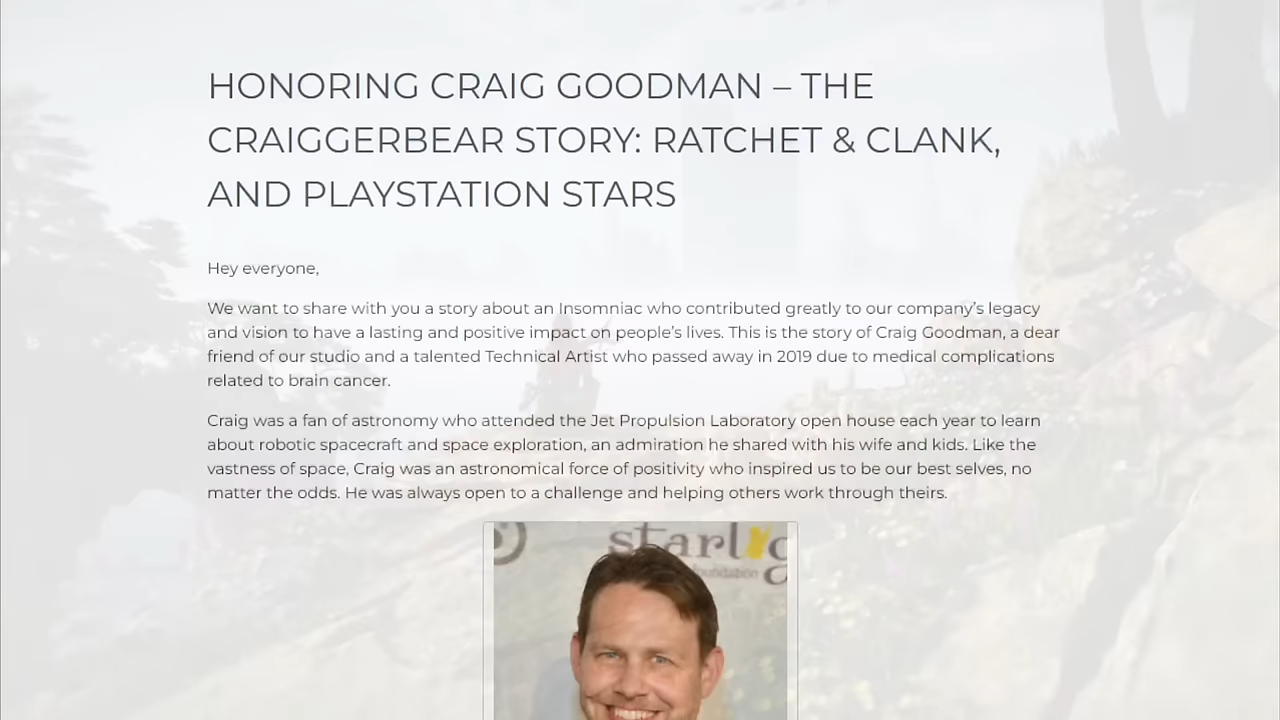 HONORING CRAIG GOODMAN – THE
CRAIGGERBEAR STORY: RATCHET & CLANK,
AND PLAYSTATION STARS
Hey everyone,
We want to share with you a story about an Insomniac who contributed greatly to our company’s legacy
and vision to have a lasting and positive impact on people’s lives. This is the story of Craig Goodman, a dear
friend of our studio and a talented Technical Artist who passed away in 2019 due to medical complications
related to brain cancer.
Craig was a fan of astronomy who attended the Jet Propulsion Laboratory open house each year to learn
about robotic spacecraft and space exploration, an admiration he shared with his wife and kids. Like the
vastness of space, Craig was an astronomical force of positivity who inspired us to be our best selves, no
matter the odds. He was always open to a challenge and helping others work through theirs.
starlig
foundation